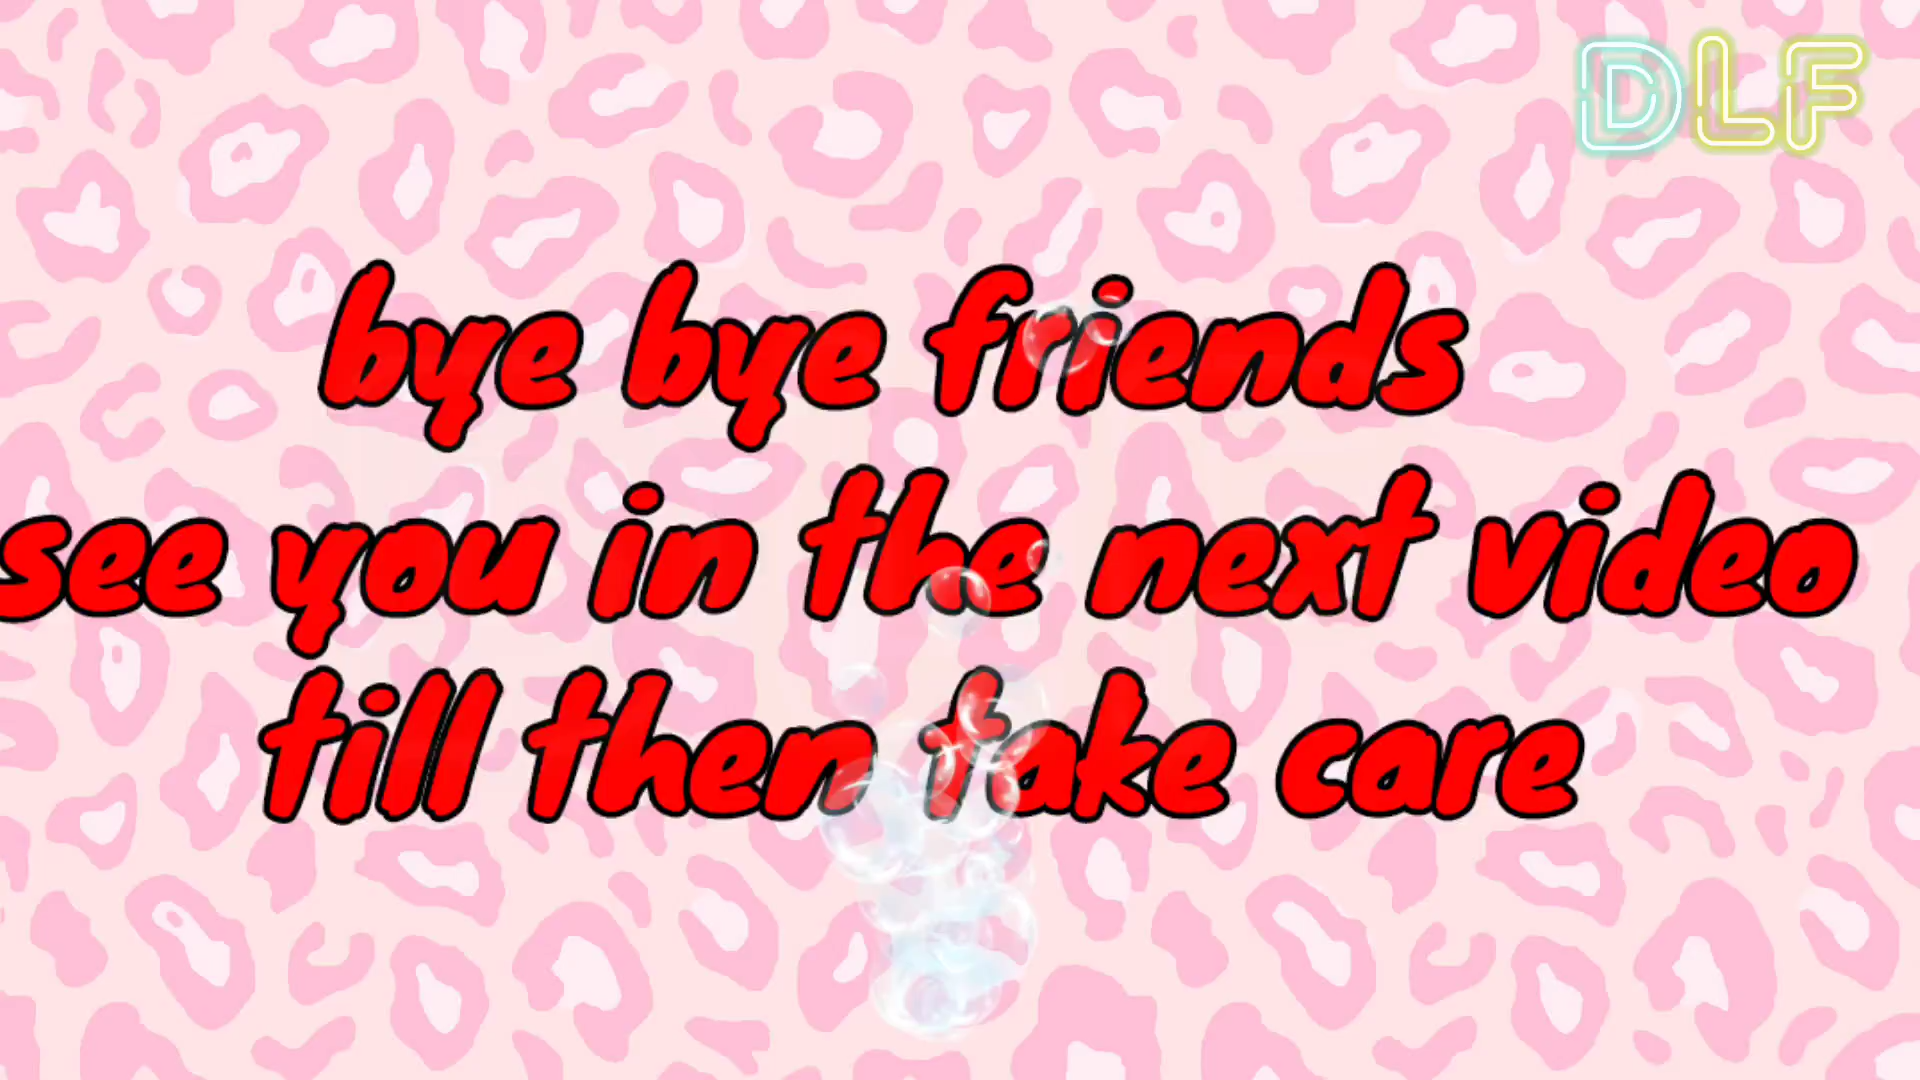 DLF
bye bye friends
see you in the next video
till then take care